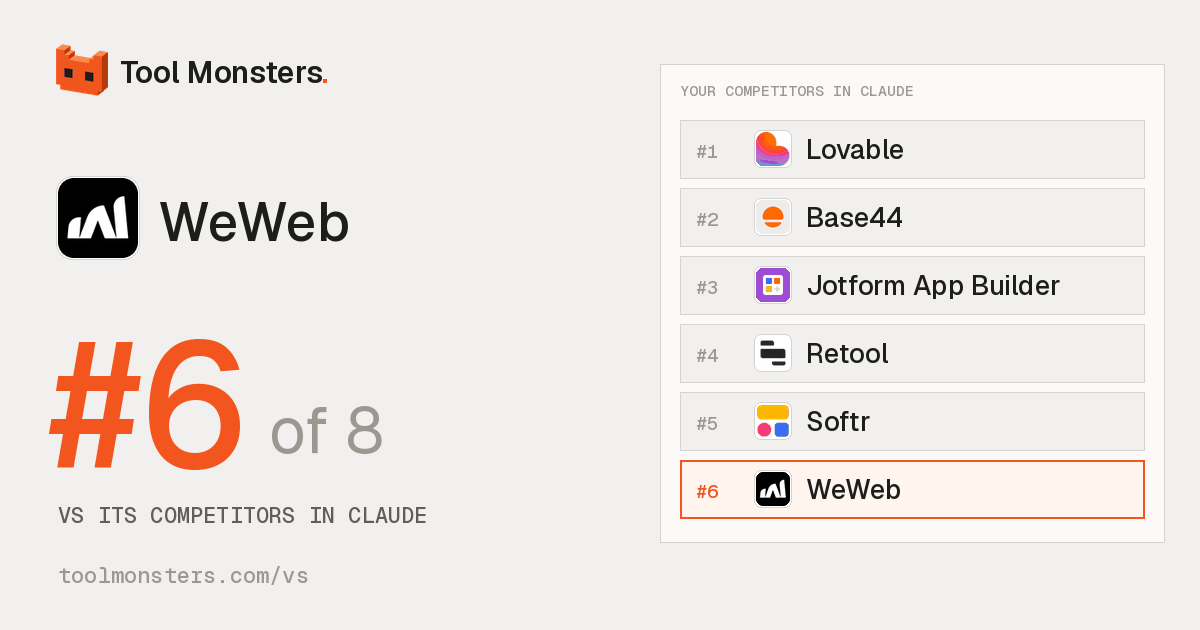 Tool Monsters.
WeWeb
#6 of 8
VS ITS COMPETITORS IN CLAUDE
toolmonsters.com/vs
YOUR COMPETITORS IN CLAUDE
#1 Lovable
#2 Base44
#3 Jotform App Builder
#4 Retool
#5 Softr
#6 WeWeb